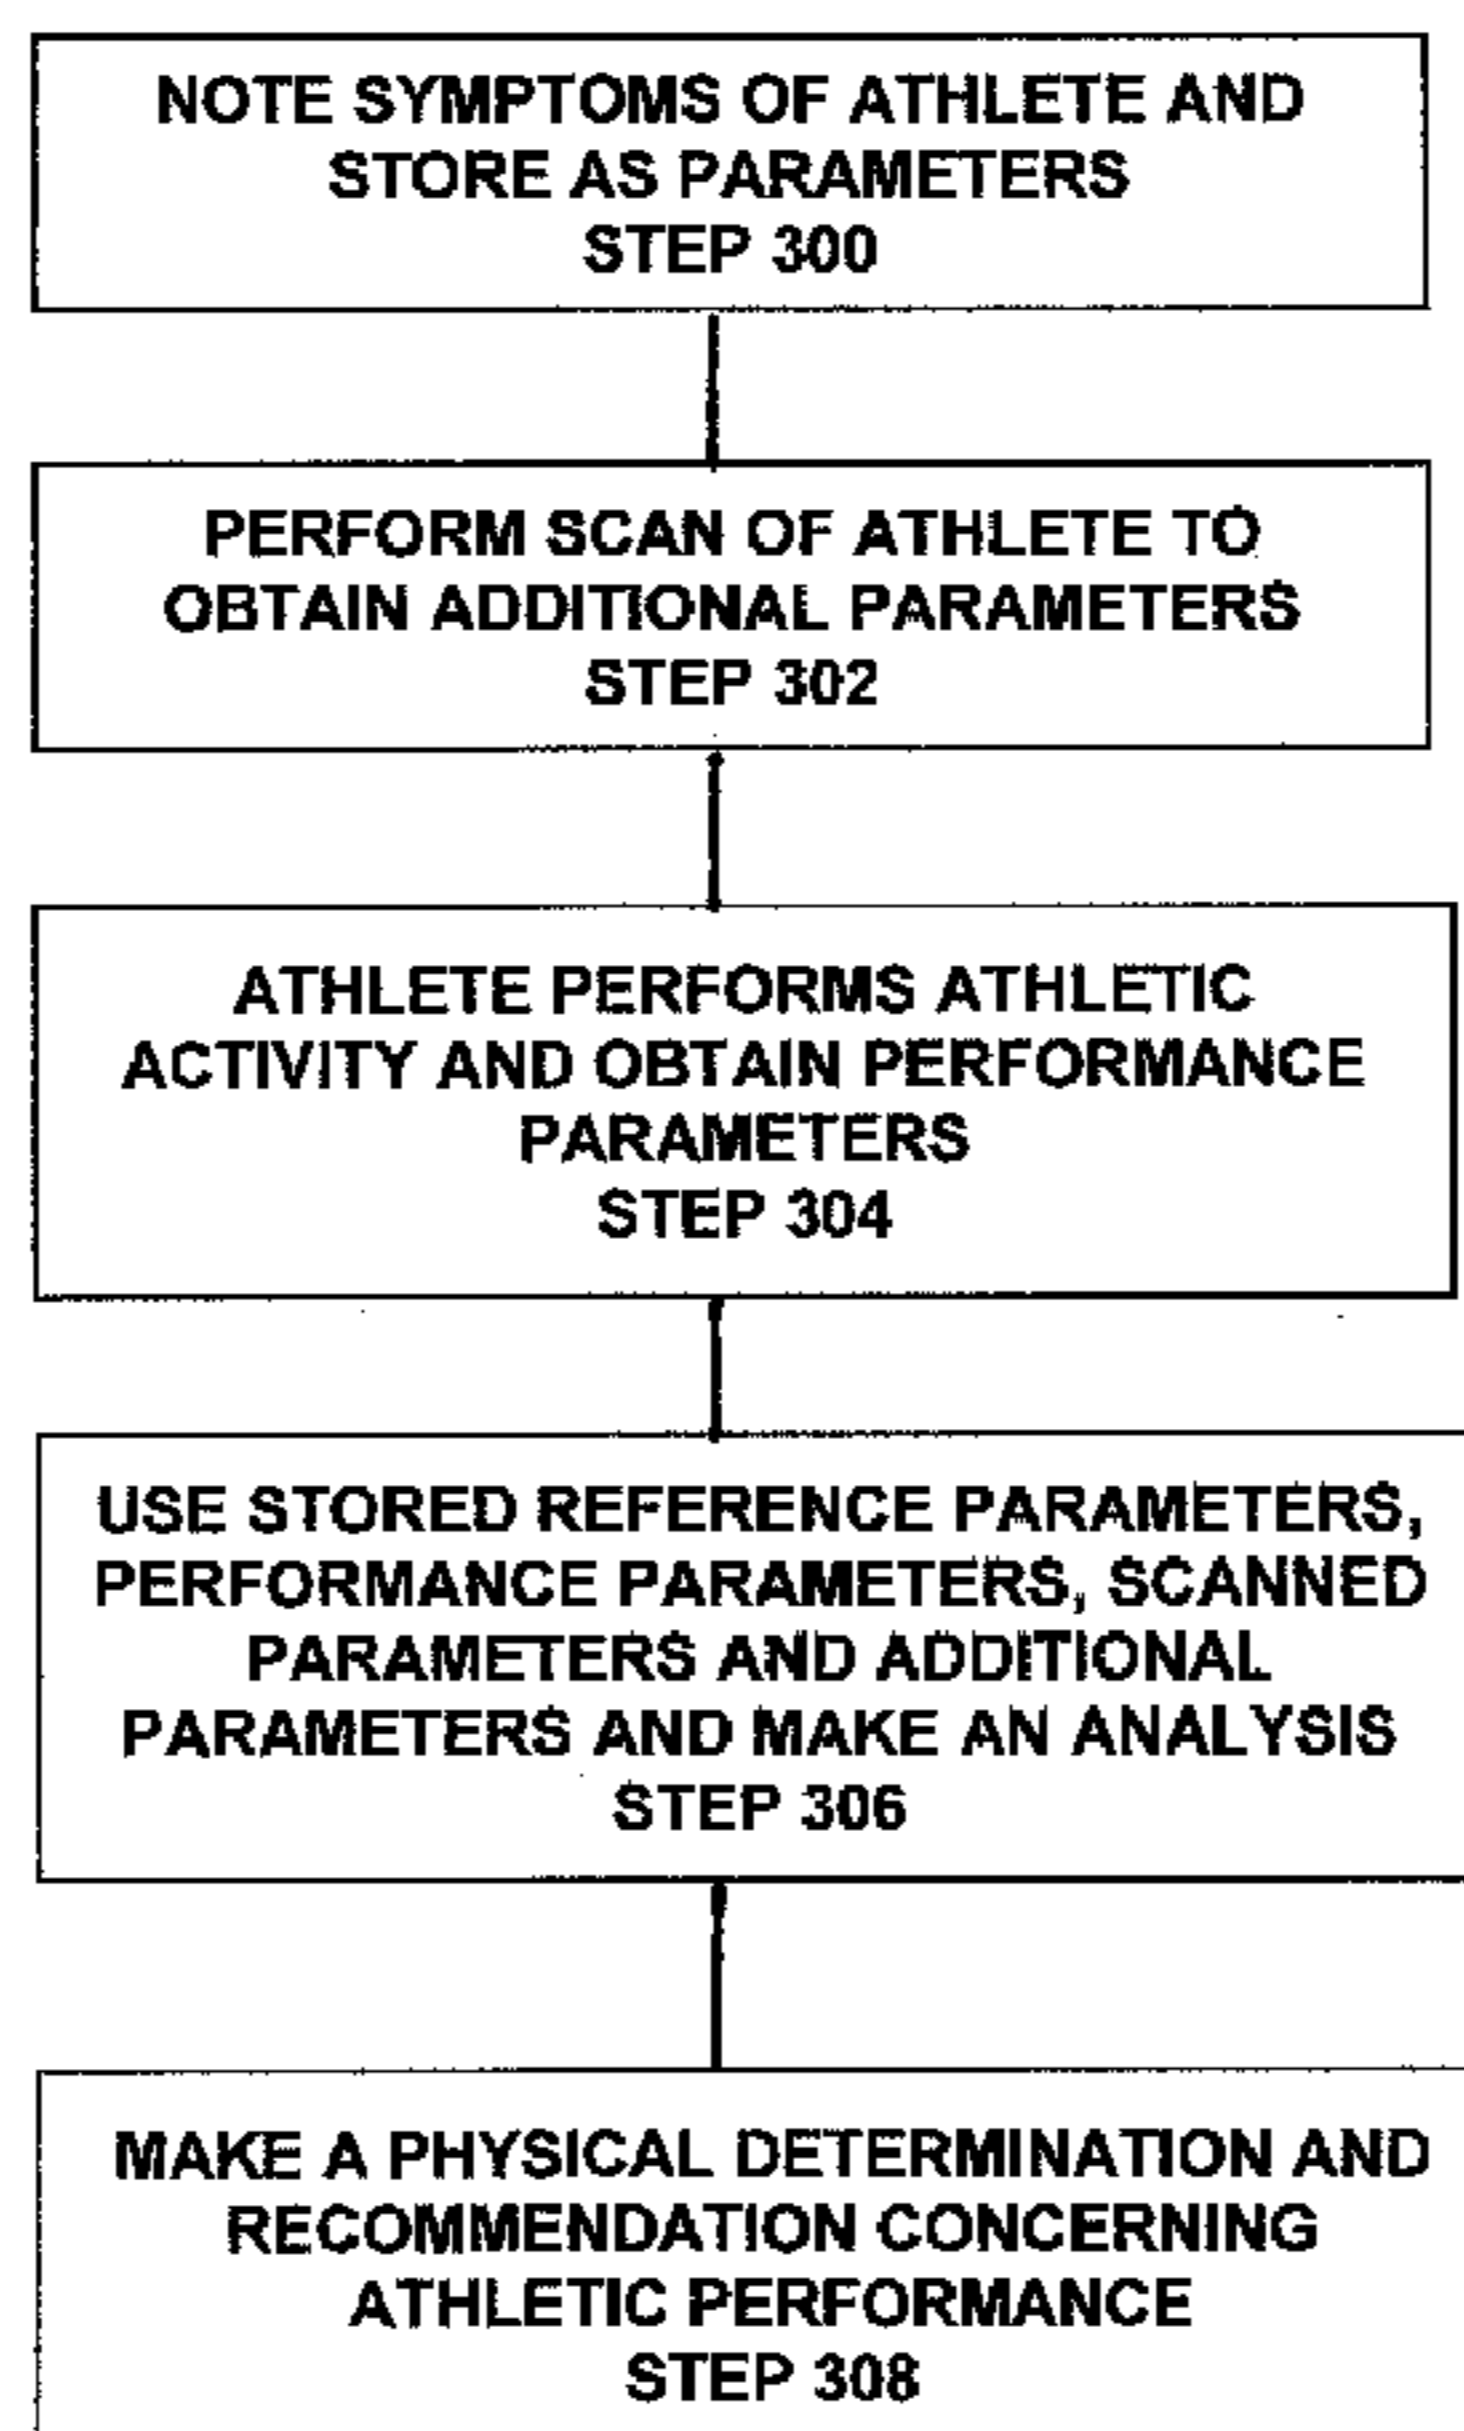 NOTE SYMPTOMS OF ATHLETE AND
STORE AS PARAMETERS
STEP 300
PERFORM SCAN OF ATHLETE TO
OBTAIN ADDITIONAL PARAMETERS
STEP 302
ATHLETE PERFORMS ATHLETIC
ACTIVITY AND OBTAIN PERFORMANCE
PARAMETERS
STEP 304
USE STORED REFERENCE PARAMETERS,
PERFORMANCE PARAMETERS, SCANNED
PARAMETERS AND ADDITIONAL
PARAMETERS AND MAKE AN ANALYSIS
STEP 306
MAKE A PHYSICAL DETERMINATION AND
RECOMMENDATION CONCERNING
ATHLETIC PERFORMANCE
STEP 308